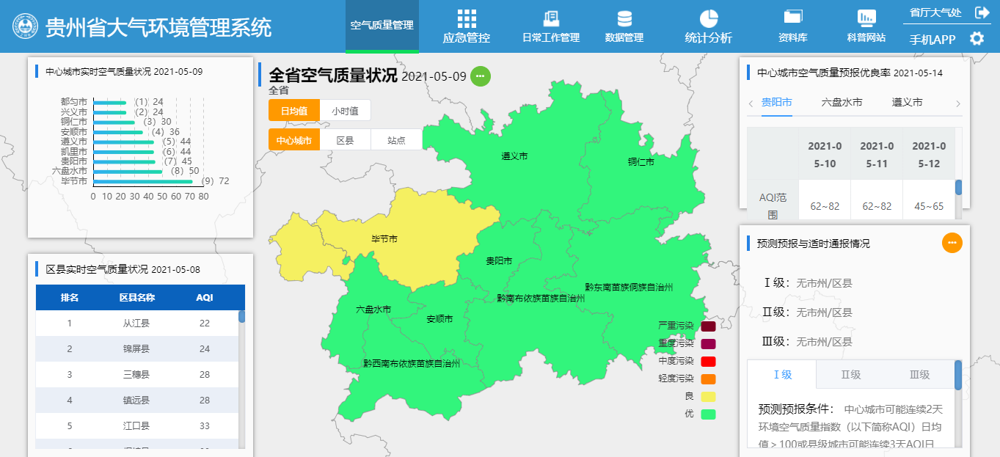 贵州省大气环境管理系统
空气质量管理
应急管控
日常工作管理
数据管理
统计分析
资料库
科普网站
省厅大气处
手机APP
中心城市实时空气质量状况 2021-05-09
都匀市 (1) 24
兴义市 (2) 24
铜仁市 (3) 30
安顺市 (4) 36
遵义市 (5) 44
凯里市 (6) 44
贵阳市 (7) 45
六盘水市 (8) 50
毕节市 (9) 72
0 10 20 30 40 50 60 70 80
区县实时空气质量状况 2021-05-08
排名 区县名称 AQI
1 从江县 22
2 锦屏县 24
3 三穗县 28
4 镇远县 28
5 江口县 33
全省空气质量状况 2021-05-09
全省
日均值 小时值
中心城市 区县 站点
遵义市
铜仁市
毕节市
贵阳市
黔东南苗族侗族自治州
黔南布依族苗族自治州
六盘水市
安顺市
黔西南布依族苗族自治州
严重污染
重度污染
中度污染
轻度污染
良
优
中心城市空气质量预报优良率 2021-05-14
贵阳市 六盘水市 遵义市
2021-0 2021-0 2021-0
5-10 5-11 5-12
AQI范
围
62~82 62~82 45~65
预测预报与适时通报情况
Ⅰ级：无市州/区县
Ⅱ级：无市州/区县
Ⅲ级：无市州/区县
Ⅰ级 Ⅱ级 Ⅲ级
预测预报条件： 中心城市可能连续2天
环境空气质量指数（以下简称AQI）日均
值＞100或县级城市可能连续3天AQI日